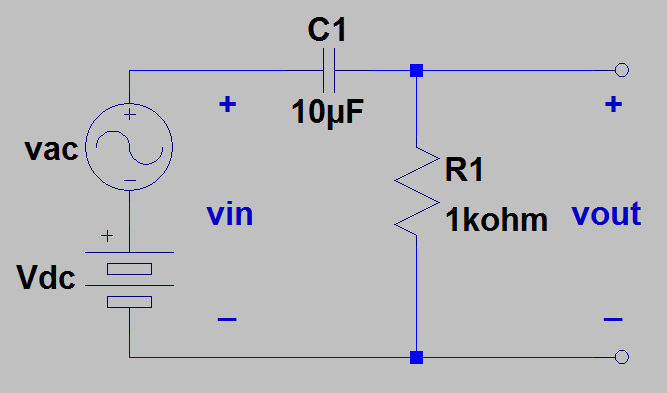 C1
10µF
+
+
+
vac
−
R1
1kohm
vin
vout
+
Vdc
−
−